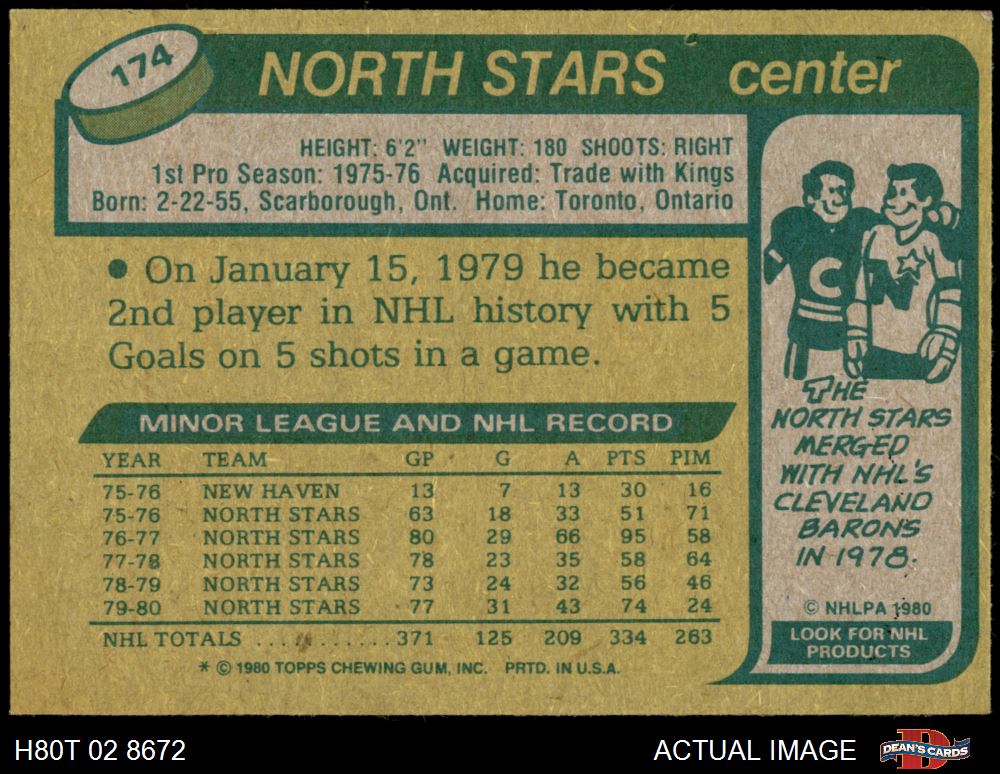 174
NORTH STARS center
HEIGHT: 6'2" WEIGHT: 180 SHOOTS: RIGHT
1st Pro Season: 1975-76 Acquired: Trade with Kings
Born: 2-22-55, Scarborough, Ont. Home: Toronto, Ontario
● On January 15, 1979 he became
2nd player in NHL history with 5
Goals on 5 shots in a game.
MINOR LEAGUE AND NHL RECORD
YEAR TEAM GP G A PTS PIM
75-76 NEW HAVEN 13 7 13 30 16
75-76 NORTH STARS 63 18 33 51 71
76-77 NORTH STARS 80 29 66 95 58
77-78 NORTH STARS 78 23 35 58 64
78-79 NORTH STARS 73 24 32 56 46
79-80 NORTH STARS 77 31 43 74 24
NHL TOTALS ........... 371 125 209 334 263
* © 1980 TOPPS CHEWING GUM, INC. PRTD. IN U.S.A.
C
N
THE
NORTH STARS
MERGED
WITH NHL'S
CLEVELAND
BARONS
IN 1978.
© NHLPA 1980
LOOK FOR NHL
PRODUCTS
H80T 02 8672
ACTUAL IMAGE
D
DEAN'S CARDS